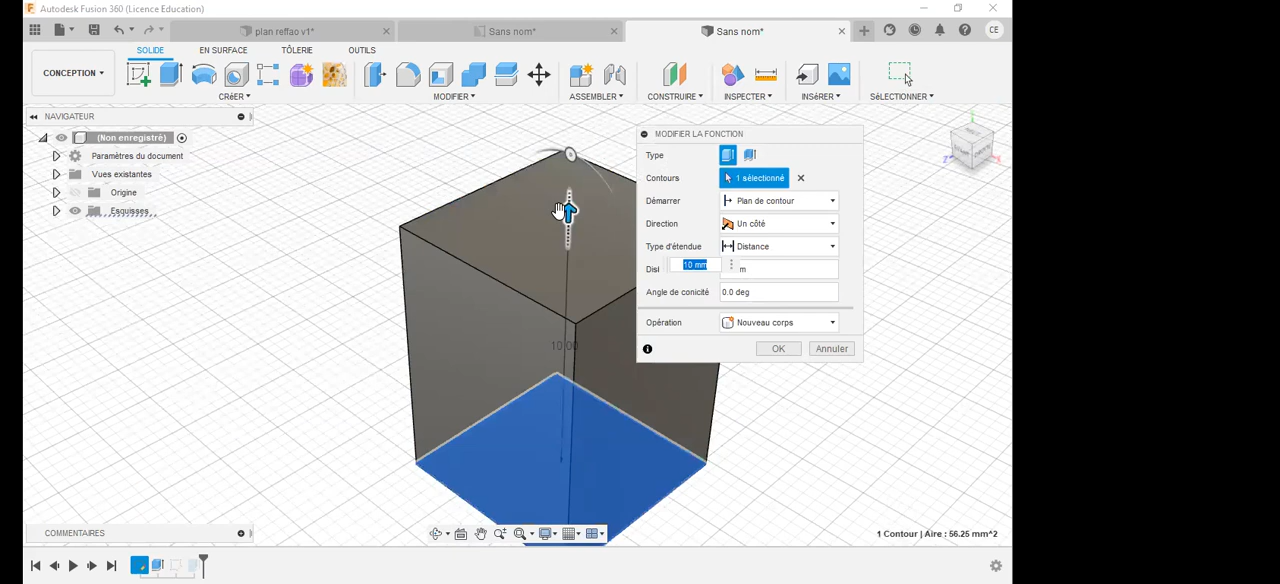 Autodesk Fusion 360 (Licence Education)
plan reffao v1*
Sans nom*
Sans nom*
CE
SOLIDE
EN SURFACE
TÔLERIE
OUTILS
CONCEPTION
CRÉER
MODIFIER
ASSEMBLER
CONSTRUIRE
INSPECTER
INSÉRER
SÉLECTIONNER
NAVIGATEUR
(Non enregistré)
Paramètres du document
Vues existantes
Origine
Esquisses
MODIFIER LA FONCTION
Type
Contours
1 sélectionné
Démarrer
Plan de contour
Direction
Un côté
Type d'étendue
Distance
Dist
10 mm
m
Angle de conicité
0.0 deg
Opération
Nouveau corps
OK
Annuler
10.00
COMMENTAIRES
1 Contour | Aire : 56.25 mm^2